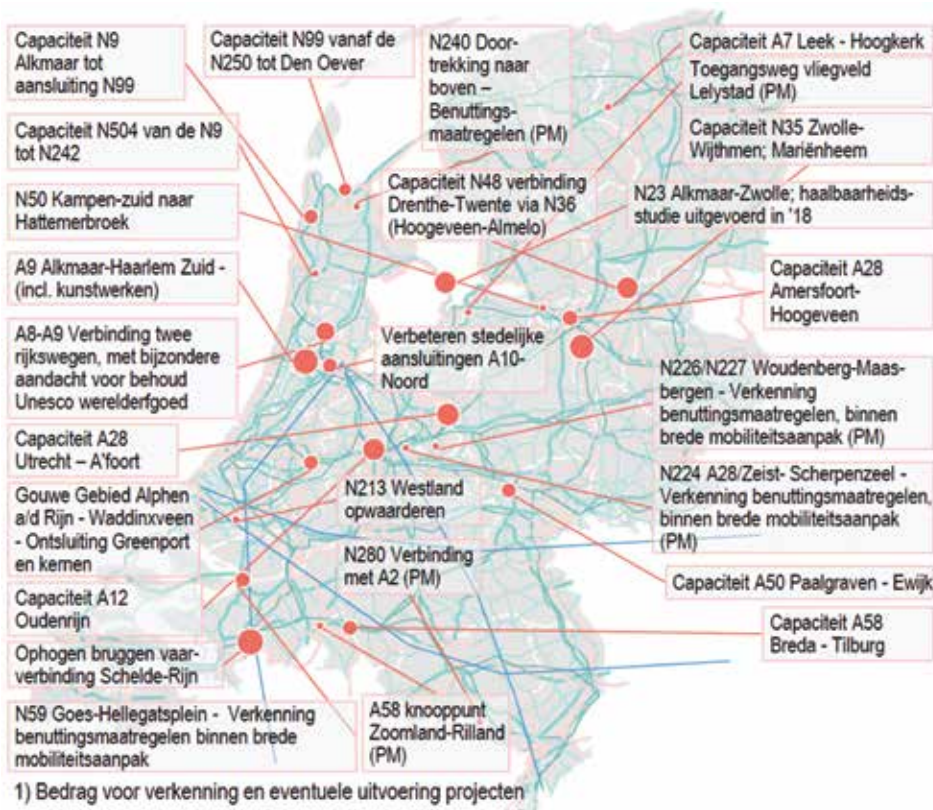 Capaciteit N9
Alkmaar tot
aansluiting N99
Capaciteit N99 vanaf de
N250 tot Den Oever
N240 Door-
trekking naar
boven –
Benuttings-
maatregelen (PM)
Capaciteit A7 Leek - Hoogkerk
Toegangsweg vliegveld
Lelystad (PM)
Capaciteit N35 Zwolle-
Wijthmen; Mariënheem
Capaciteit N504 van de N9
tot N242
Capaciteit N48 verbinding
Drenthe-Twente via N36
(Hoogeveen-Almelo)
N23 Alkmaar-Zwolle; haalbaarheids-
studie uitgevoerd in '18
N50 Kampen-zuid naar
Hattemerbroek
A9 Alkmaar-Haarlem Zuid -
(incl. kunstwerken)
Capaciteit A28
Amersfoort-
Hoogeveen
A8-A9 Verbinding twee
rijkswegen, met bijzondere
aandacht voor behoud
Unesco werelderfgoed
Verbeteren stedelijke
aansluitingen A10-
Noord
N226/N227 Woudenberg-Maas-
bergen - Verkenning
benuttingsmaatregelen, binnen
brede mobiliteitsaanpak (PM)
Capaciteit A28
Utrecht – A'foort
N224 A28/Zeist- Scherpenzeel -
Verkenning benuttingsmaatregelen,
binnen brede mobiliteitsaanpak
(PM)
Gouwe Gebied Alphen
a/d Rijn - Waddinxveen
- Ontsluiting Greenport
en kernen
N213 Westland
opwaarderen
N280 Verbinding
met A2 (PM)
Capaciteit A50 Paalgraven - Ewijk
Capaciteit A12
Oudenrijn
Capaciteit A58
Breda - Tilburg
Ophogen bruggen vaar-
verbinding Schelde-Rijn
N59 Goes-Hellegatsplein - Verkenning
benuttingsmaatregelen binnen brede
mobiliteitsaanpak
A58 knooppunt
Zoomland-Rilland
(PM)
1) Bedrag voor verkenning en eventuele uitvoering projecten